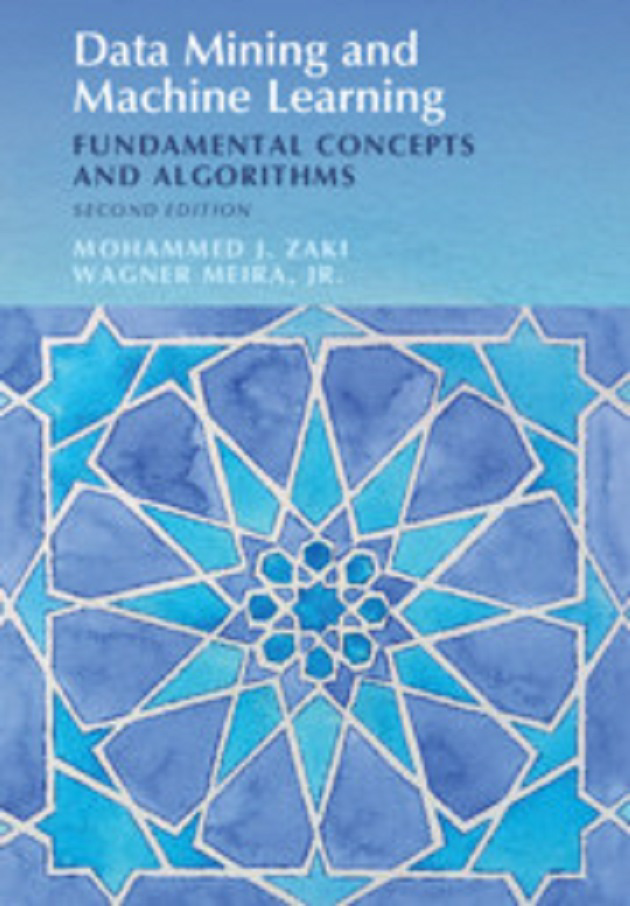 Data Mining and
Machine Learning
FUNDAMENTAL CONCEPTS
AND ALGORITHMS
SECOND EDITION
MOHAMMED J. ZAKI
WAGNER MEIRA, JR.